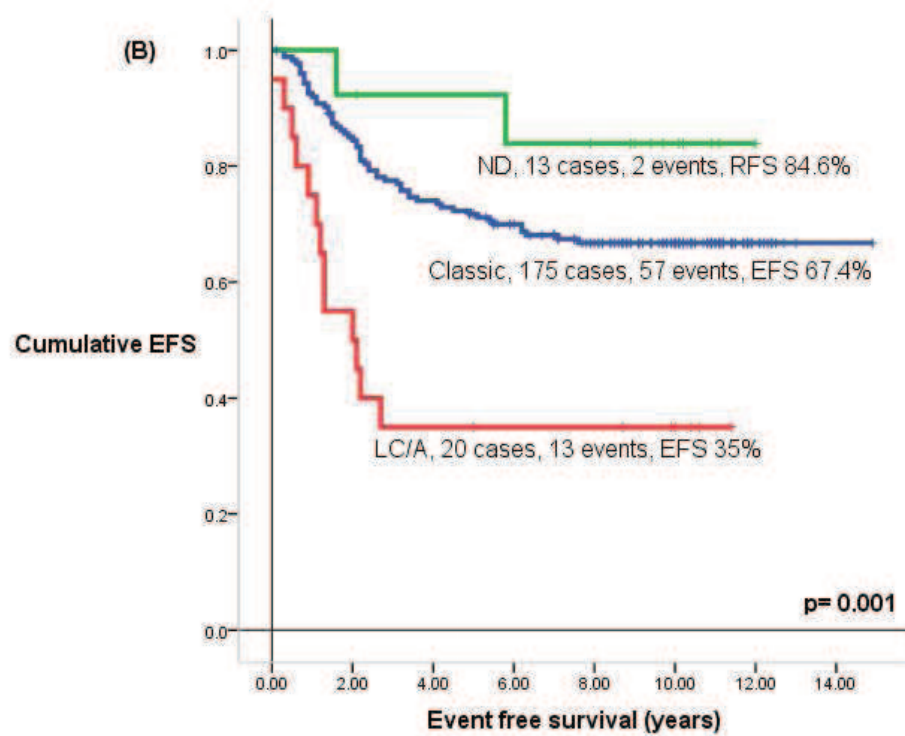 (B)
1.0
0.8
0.6
0.4
0.2
0.0
Cumulative EFS
ND, 13 cases, 2 events, RFS 84.6%
Classic, 175 cases, 57 events, EFS 67.4%
LC/A, 20 cases, 13 events, EFS 35%
p= 0.001
0.00 2.00 4.00 6.00 8.00 10.00 12.00 14.00
Event free survival (years)